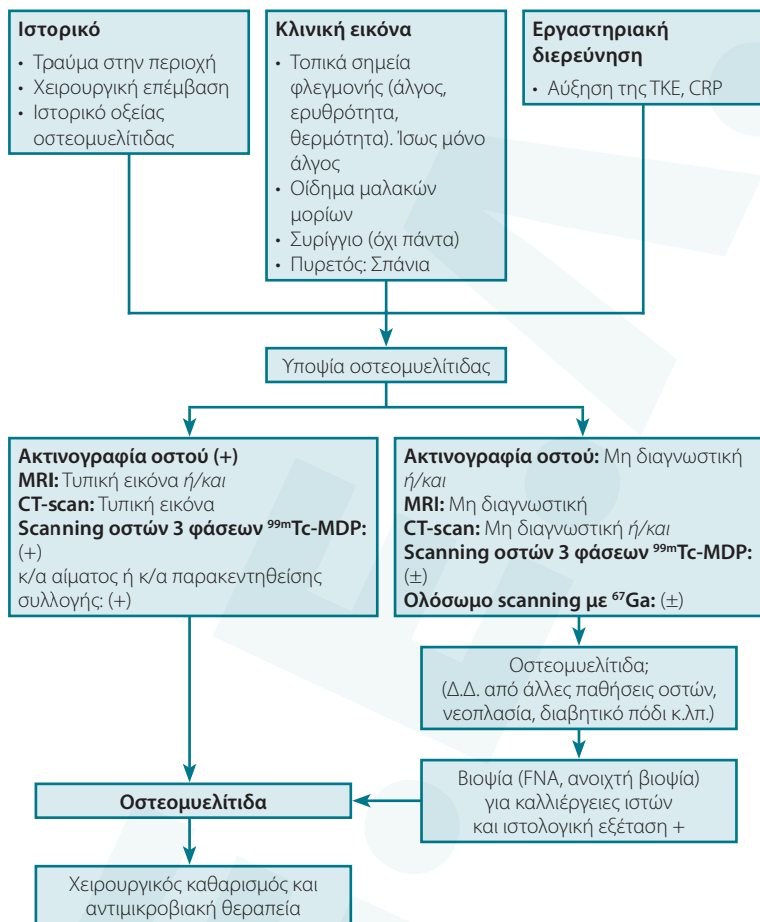 Ιστορικό
• Τραύμα στην περιοχή
• Χειρουργική επέμβαση
• Ιστορικό οξείας
οστεομυελίτιδας
Κλινική εικόνα
• Τοπικά σημεία
φλεγμονής (άλγος,
ερυθρότητα,
θερμότητα). Ίσως μόνο
άλγος
• Οίδημα μαλακών
μορίων
• Συρίγγιο (όχι πάντα)
• Πυρετός: Σπάνια
Εργαστηριακή
διερεύνηση
• Αύξηση της ΤΚΕ, CRP
Υποψία οστεομυελίτιδας
Ακτινογραφία οστού (+)
MRI: Τυπική εικόνα ή/και
CT-scan: Τυπική εικόνα
Scanning οστών 3 φάσεων ⁹⁹ᵐTc-MDP:
(+)
κ/α αίματος ή κ/α παρακεντηθείσης
συλλογής: (+)
Ακτινογραφία οστού: Μη διαγνωστική
ή/και
MRI: Μη διαγνωστική
CT-scan: Μη διαγνωστική ή/και
Scanning οστών 3 φάσεων ⁹⁹ᵐTc-MDP:
(±)
Ολόσωμο scanning με ⁶⁷Ga: (±)
Οστεομυελίτιδα;
(Δ.Δ. από άλλες παθήσεις οστών,
νεοπλασία, διαβητικό πόδι κ.λπ.)
Βιοψία (FNA, ανοιχτή βιοψία)
για καλλιέργειες ιστών
και ιστολογική εξέταση +
Οστεομυελίτιδα
Χειρουργικός καθαρισμός και
αντιμικροβιακή θεραπεία